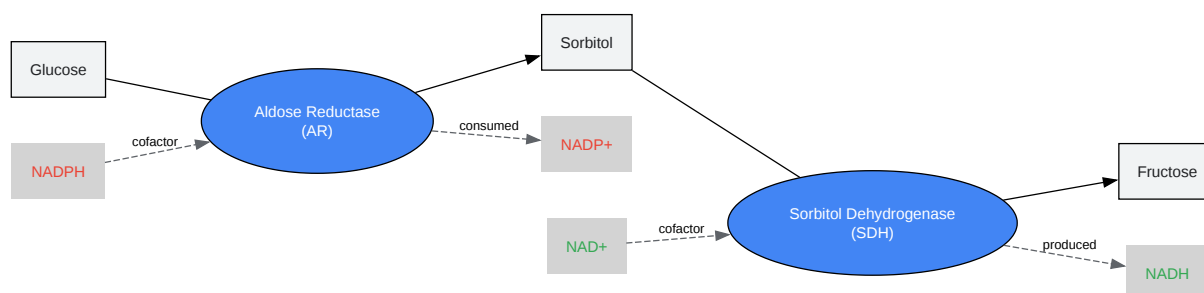 Glucose
Sorbitol
Aldose Reductase
(AR)
cofactor
consumed
NADPH
NADP+
Fructose
Sorbitol Dehydrogenase
(SDH)
NAD+
cofactor
produced
NADH